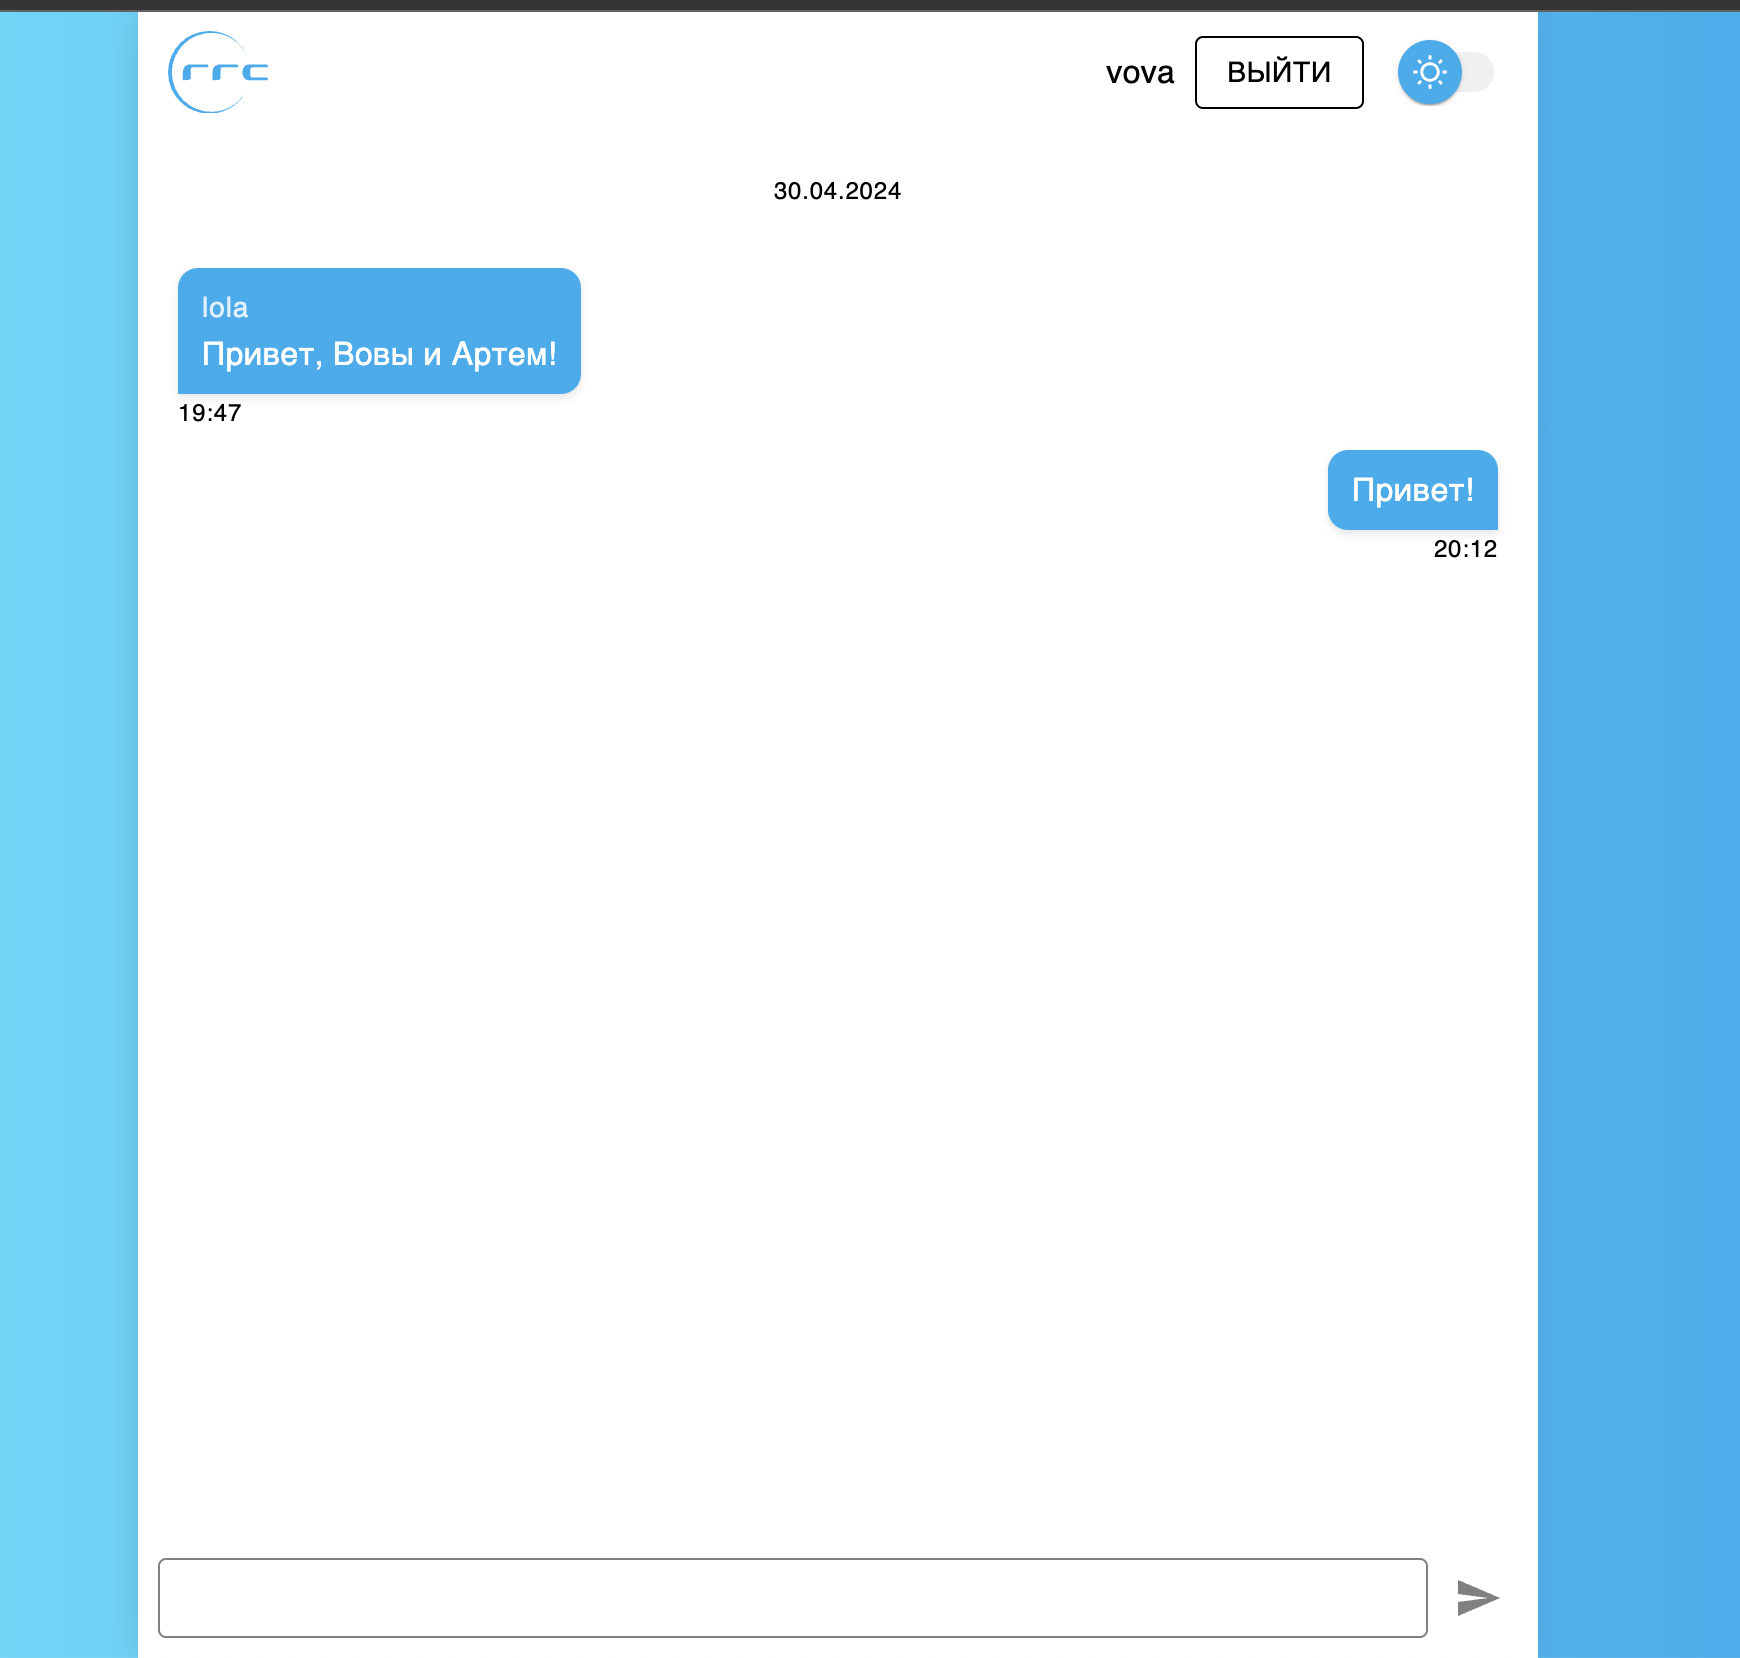 rrc
vova
ВЫЙТИ
30.04.2024
lola
Привет, Вовы и Артем!
19:47
Привет!
20:12